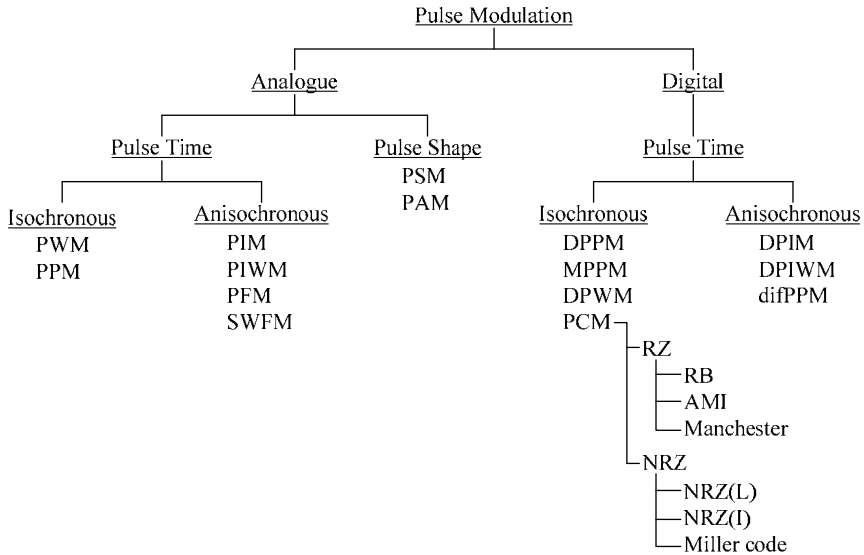 Pulse Modulation
Analogue
Digital
Pulse Time
Pulse Shape
PSM
PAM
Pulse Time
Isochronous
PWM
PPM
Anisochronous
PIM
PIWM
PFM
SWFM
Isochronous
DPPM
MPPM
DPWM
PCM
Anisochronous
DPIM
DPIWM
difPPM
RZ
RB
AMI
Manchester
NRZ
NRZ(L)
NRZ(I)
Miller code